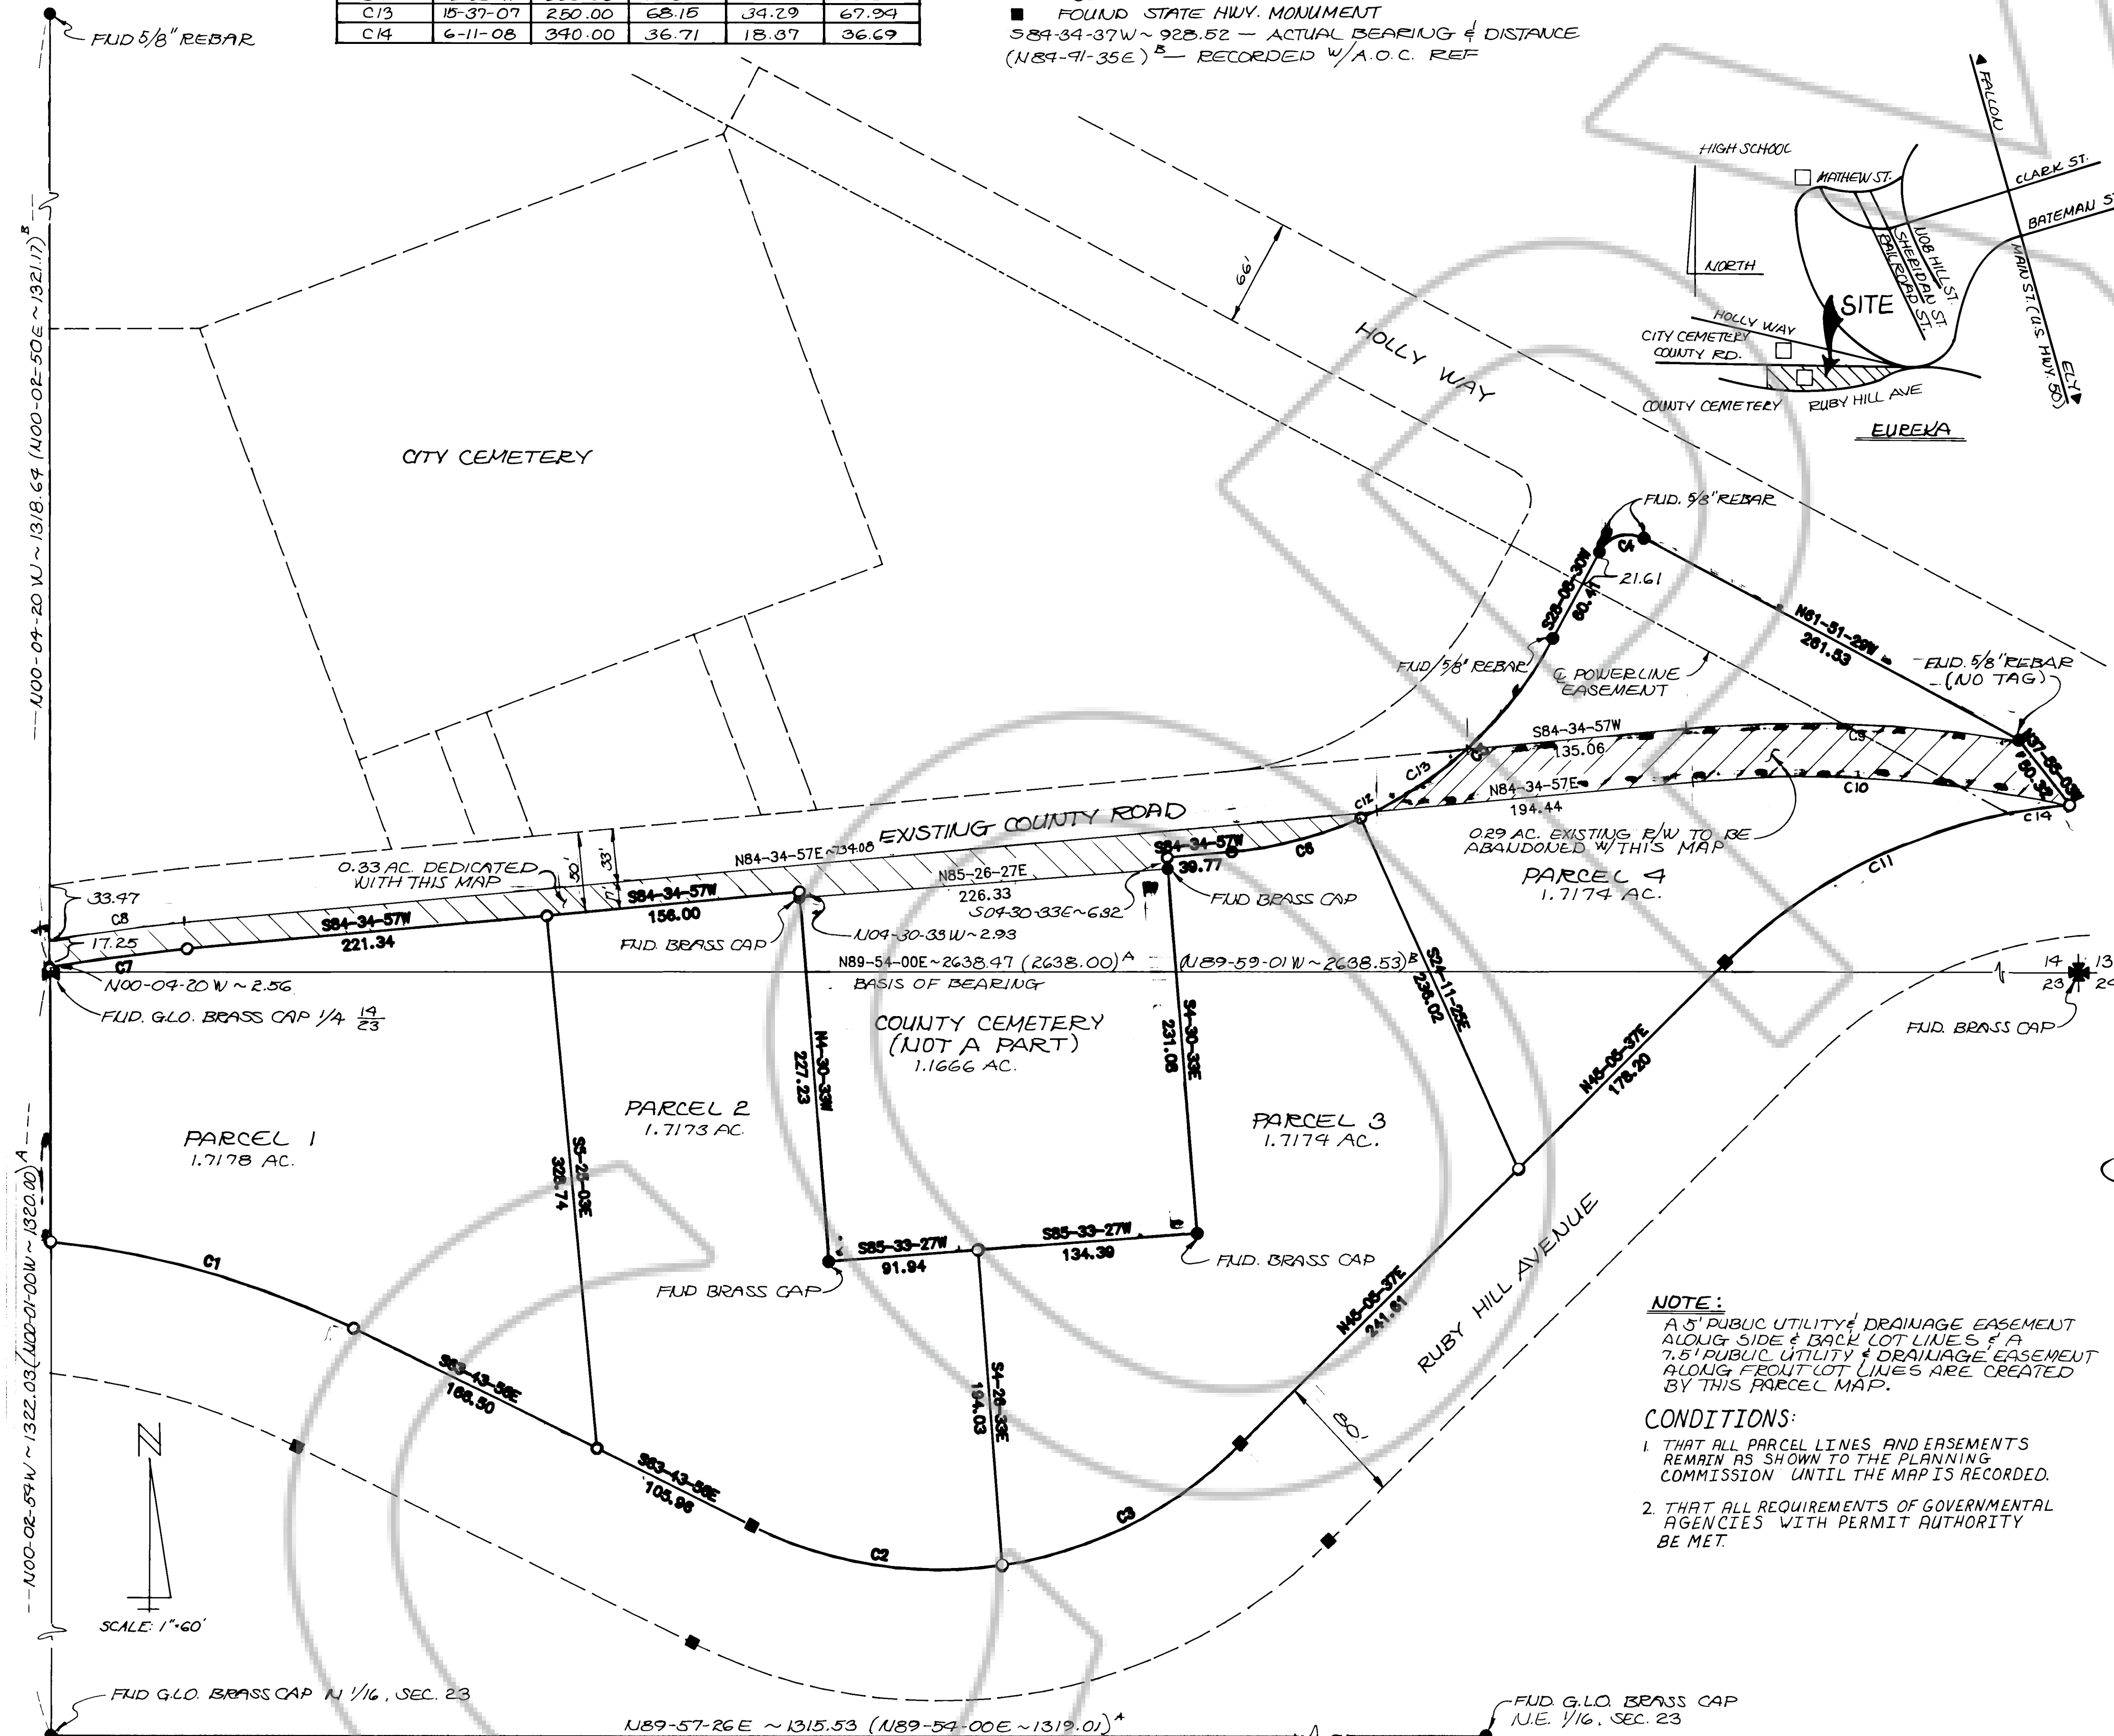 C13 15-37-07 250.00 68.15 34.29 67.94
C14 6-11-08 340.00 36.71 18.37 36.69
FND 5/8" REBAR
■ FOUND STATE HWY. MONUMENT
S84-34-37W ~ 928.52 — ACTUAL BEARING & DISTANCE
(N84-41-35E)ᴮ — RECORDED W/A.O.C. REF
FALLON
HIGH SCHOOL
MATHEW ST.
CLARK ST.
BATEMAN
NOB HILL ST.
SHERIDAN ST.
RAILROAD ST.
MAIN ST. (U.S. HWY. 50)
ELY
NORTH
SITE
HOLLY WAY
CITY CEMETERY
COUNTY RD.
COUNTY CEMETERY
RUBY HILL AVE
EUREKA
N00-04-20W ~ 1318.64 (N00-02-50E ~ 1321.17)ᴮ
66'
HOLLY WAY
CITY CEMETERY
FND. 5/8" REBAR
C4
21.61
S28-08-30W
60.47
N61-51-29W
261.53
FND 5/8" REBAR
℄ POWERLINE
EASEMENT
FND. 5/8" REBAR
(NO TAG)
S84-34-57W
135.06
C9
C5
C13
C12
N84-34-57E
194.44
C10
C14
C11
0.29 AC. EXISTING R/W TO BE
ABANDONED W/THIS MAP
PARCEL 4
1.7174 AC.
EXISTING COUNTY ROAD
N84-34-57E ~ 734.08
0.33 AC. DEDICATED
WITH THIS MAP
50'
33'
17'
33.47
C8
17.25
C7
S84-34-57W
221.34
S84-34-57W
156.00
N85-26-27E
226.33
S84-34-57W
39.77
C6
FND BRASS CAP
S04-30-33E ~ 6.92
FND. BRASS CAP
N04-30-33W ~ 2.93
N89-54-00E ~ 2638.47 (2638.00)ᴬ (N89-59-01W ~ 2638.53)ᴮ
BASIS OF BEARING
N00-04-20W ~ 2.56
FND. G.L.O. BRASS CAP 1/4 14
23
14 13
23
FND. BRASS CAP
COUNTY CEMETERY
(NOT A PART)
1.1666 AC.
N4-30-33W
227.23
S4-30-33E
231.08
S24-11-25E
236.02
N45-05-37E
178.20
PARCEL 1
1.7178 AC.
PARCEL 2
1.7173 AC.
PARCEL 3
1.7174 AC.
328.74
S85-33-27W
91.94
S85-33-27W
134.39
FND BRASS CAP
FND. BRASS CAP
N00-02-54W ~ 1322.03 (N00-01-00W ~ 1320.00)ᴬ
C1
S63-43-56E
166.50
S63-43-56E
105.96
C2
194.03
C3
N45-05-37E
241.61
80'
RUBY HILL AVENUE
N
SCALE: 1"=60'
NOTE:
A 5' PUBLIC UTILITY & DRAINAGE EASEMENT
ALONG SIDE & BACK LOT LINES & A
7.5' PUBLIC UTILITY & DRAINAGE EASEMENT
ALONG FRONT LOT LINES ARE CREATED
BY THIS PARCEL MAP.
CONDITIONS:
1. THAT ALL PARCEL LINES AND EASEMENTS
REMAIN AS SHOWN TO THE PLANNING
COMMISSION UNTIL THE MAP IS RECORDED.
2. THAT ALL REQUIREMENTS OF GOVERNMENTAL
AGENCIES WITH PERMIT AUTHORITY
BE MET.
FND G.L.O. BRASS CAP N 1/16, SEC. 23
N89-57-26E ~ 1315.53 (N89-54-00E ~ 1319.01)ᴬ
FND. G.L.O. BRASS CAP
N.E. 1/16, SEC. 23